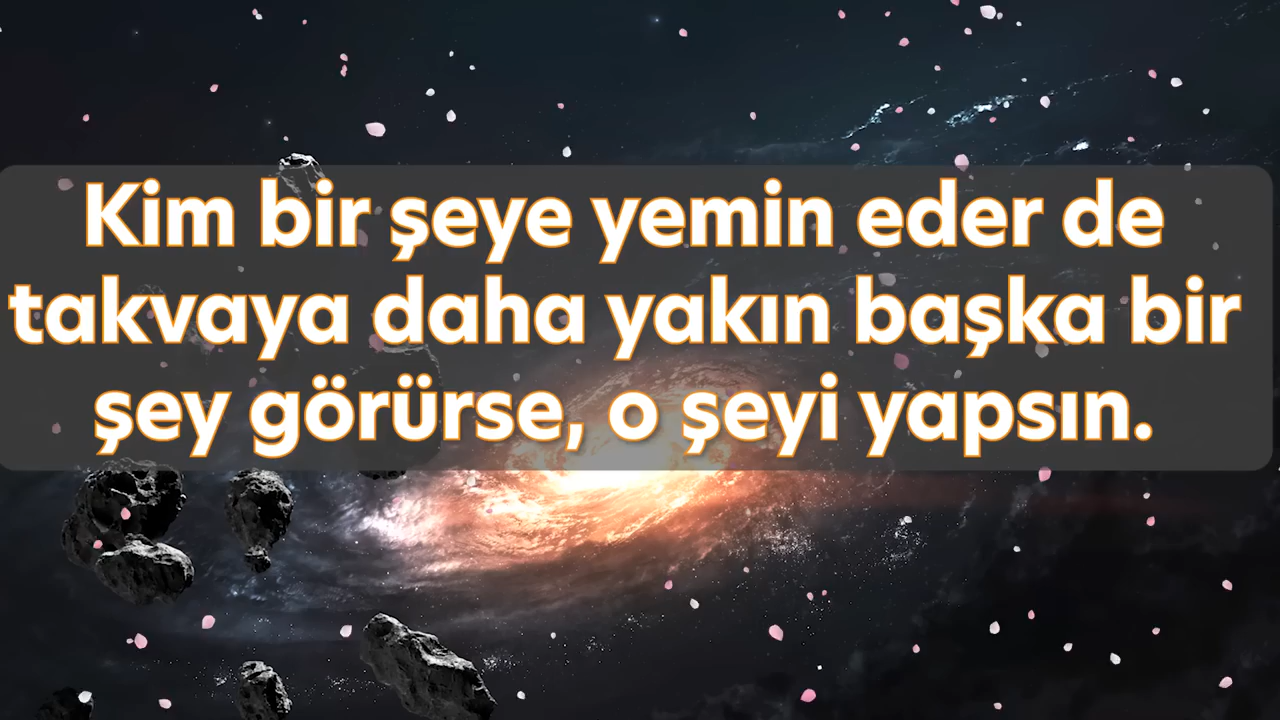 Kim bir şeye yemin eder de
takvaya daha yakın başka bir
şey görürse, o şeyi yapsın.